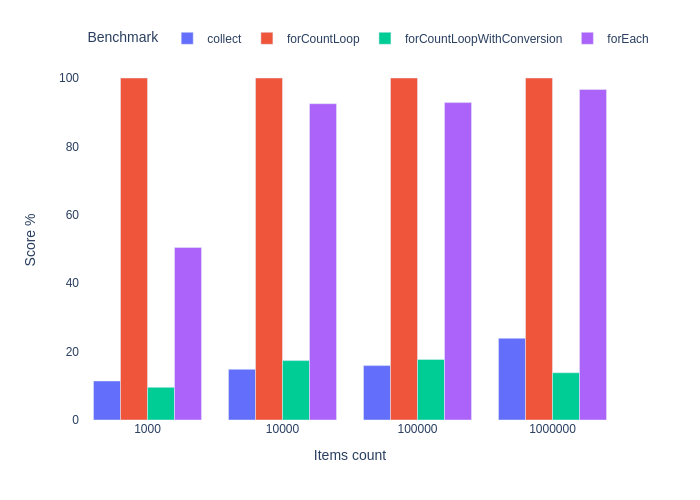 Benchmark collect forCountLoop forCountLoopWithConversion forEach
100
80
60
40
20
0
Score %
1000 10000 100000 1000000
Items count